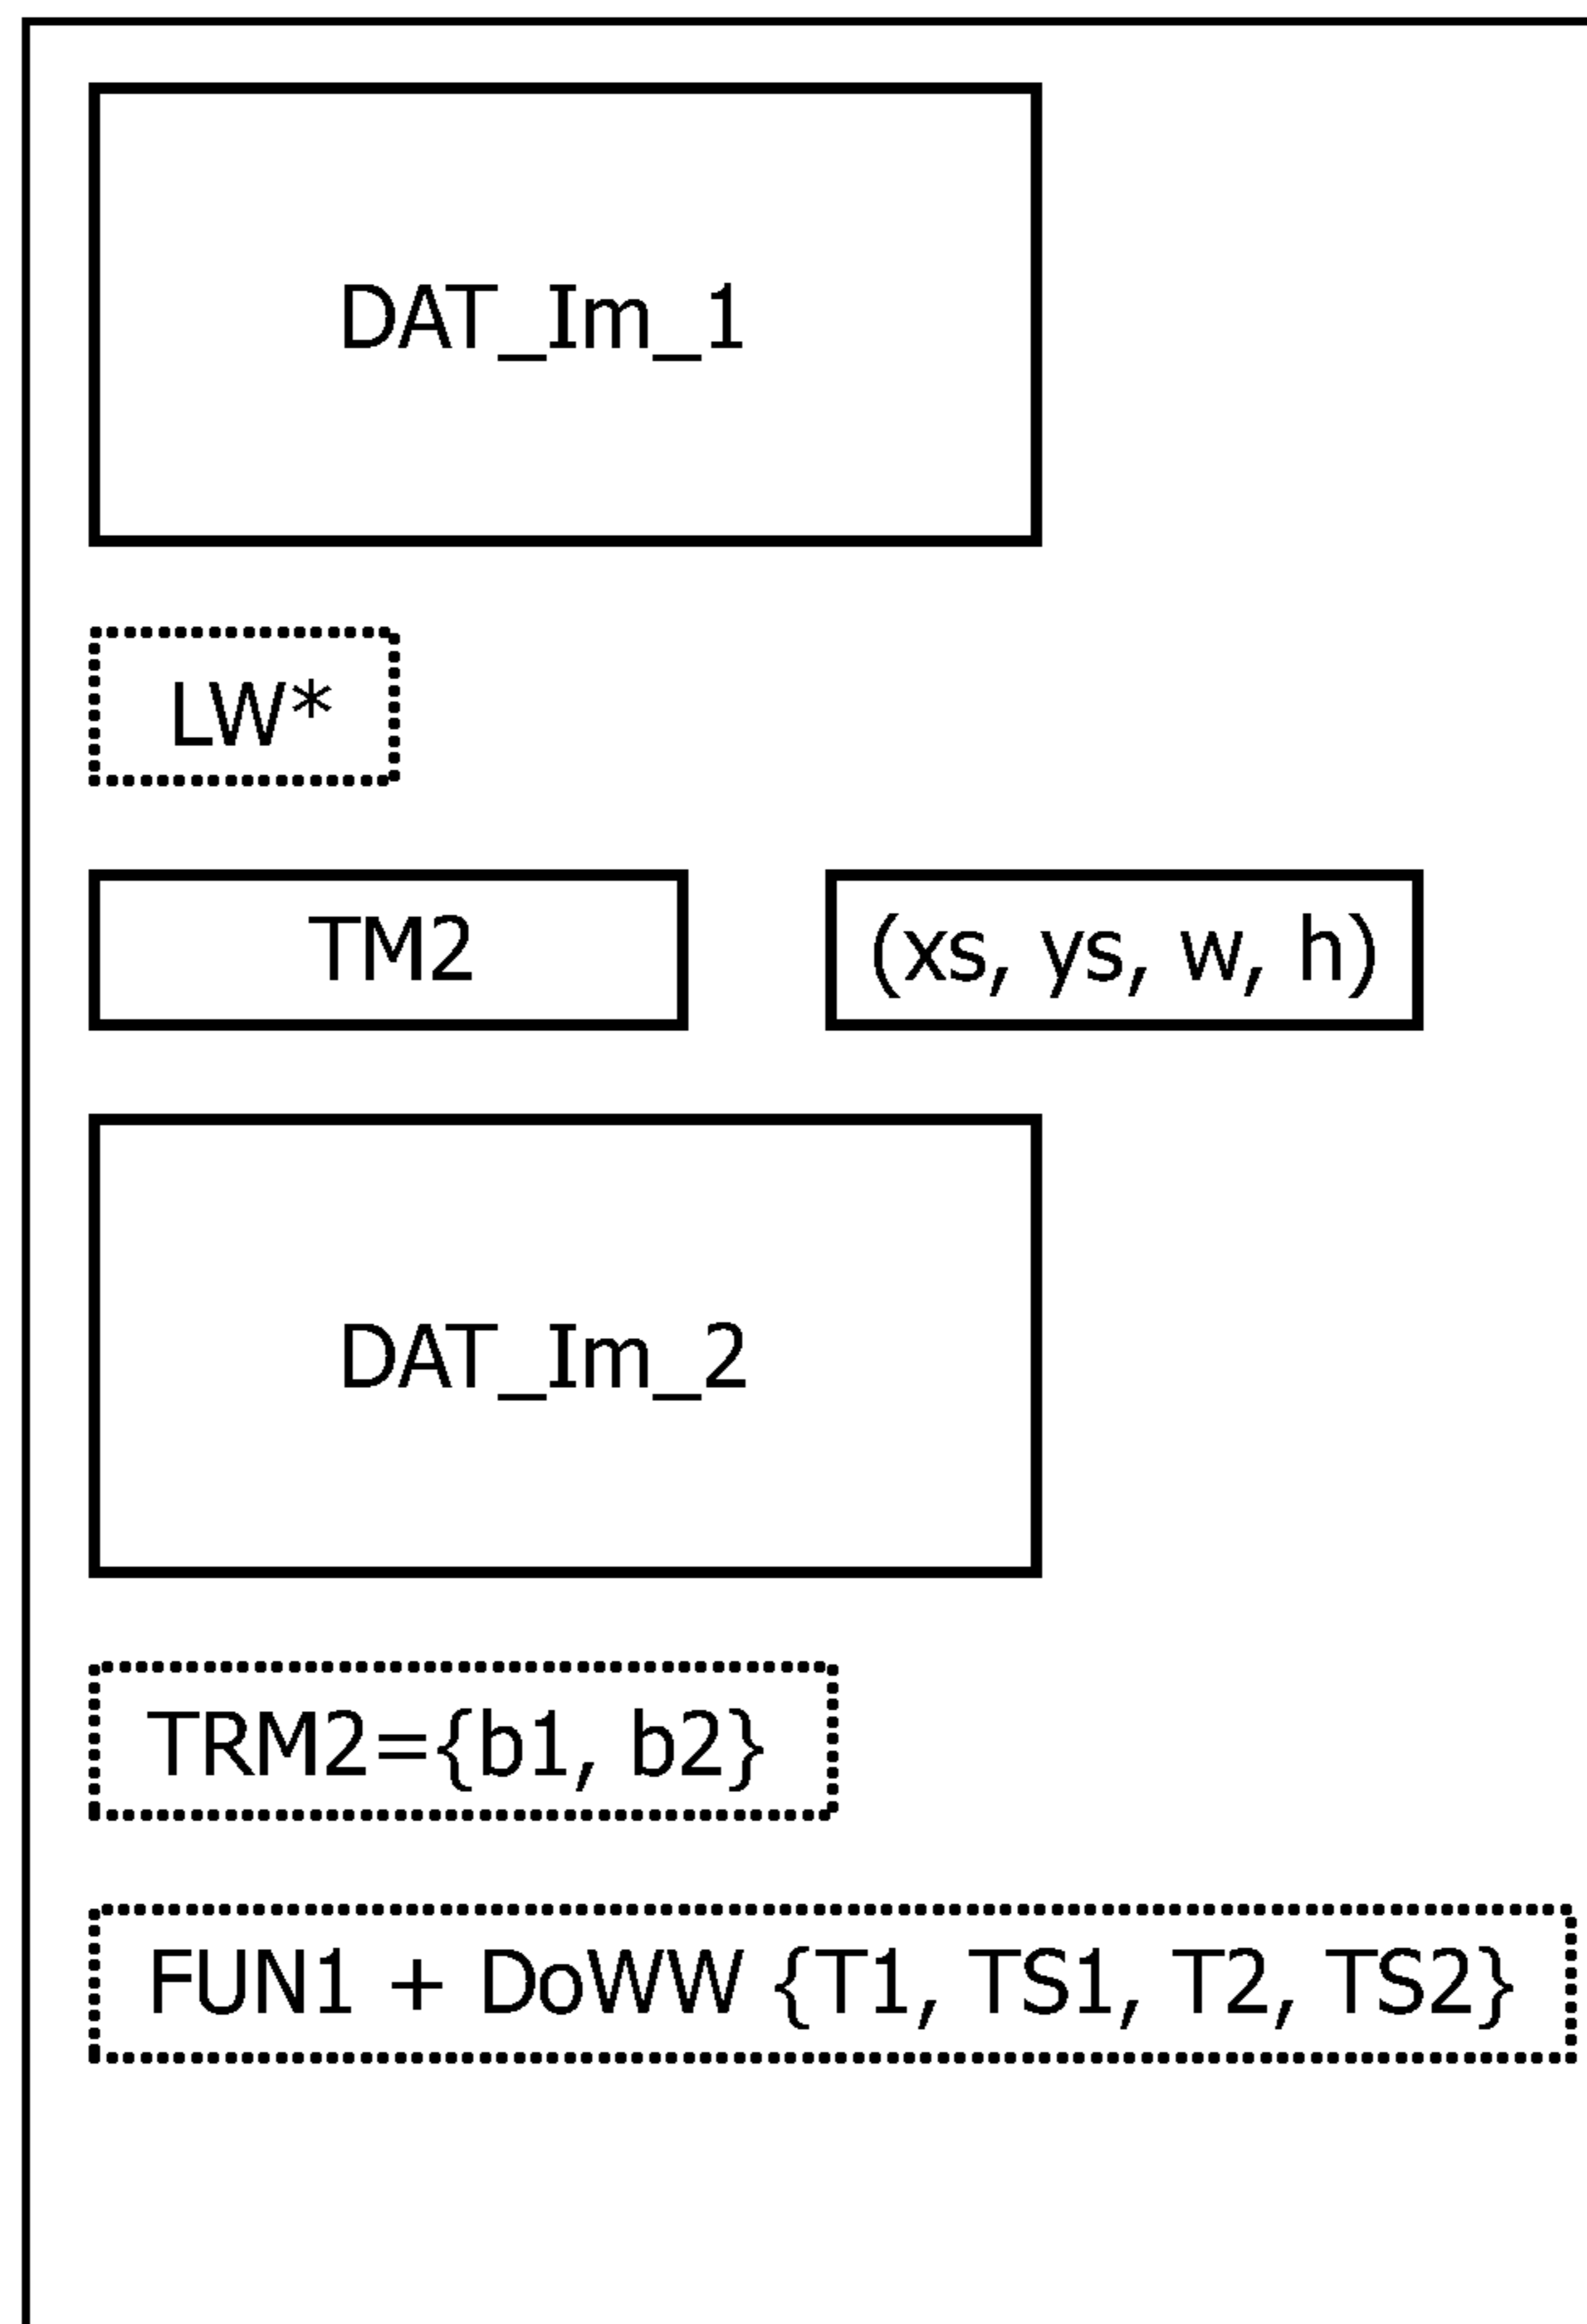 DAT_Im_1
LW*
TM2 (xs, ys, w, h)
DAT_Im_2
TRM2={b1, b2}
FUN1 + DoWW {T1, TS1, T2, TS2}